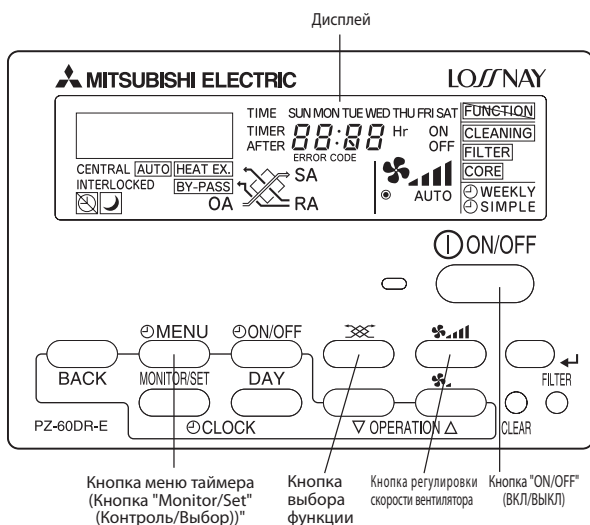 Дисплей
MITSUBISHI ELECTRIC
LOSSNAY
TIME SUN MON TUE WED THU FRI SAT
TIMER
AFTER
88:88 Hr
ON
OFF
ERROR CODE
FUNCTION
CLEANING
FILTER
CORE
WEEKLY
SIMPLE
CENTRAL AUTO HEAT EX.
INTERLOCKED
BY-PASS
SA
OA
RA
AUTO
ON/OFF
MENU
ON/OFF
BACK
MONITOR/SET
DAY
FILTER
PZ-60DR-E
CLOCK
▽ OPERATION △
CLEAR
Кнопка меню таймера
(Кнопка "Monitor/Set"
(Контроль/Выбор))"
Кнопка
выбора
функции
Кнопка регулировки
скорости вентилятора
Кнопка "ON/OFF"
(ВКЛ/ВЫКЛ)